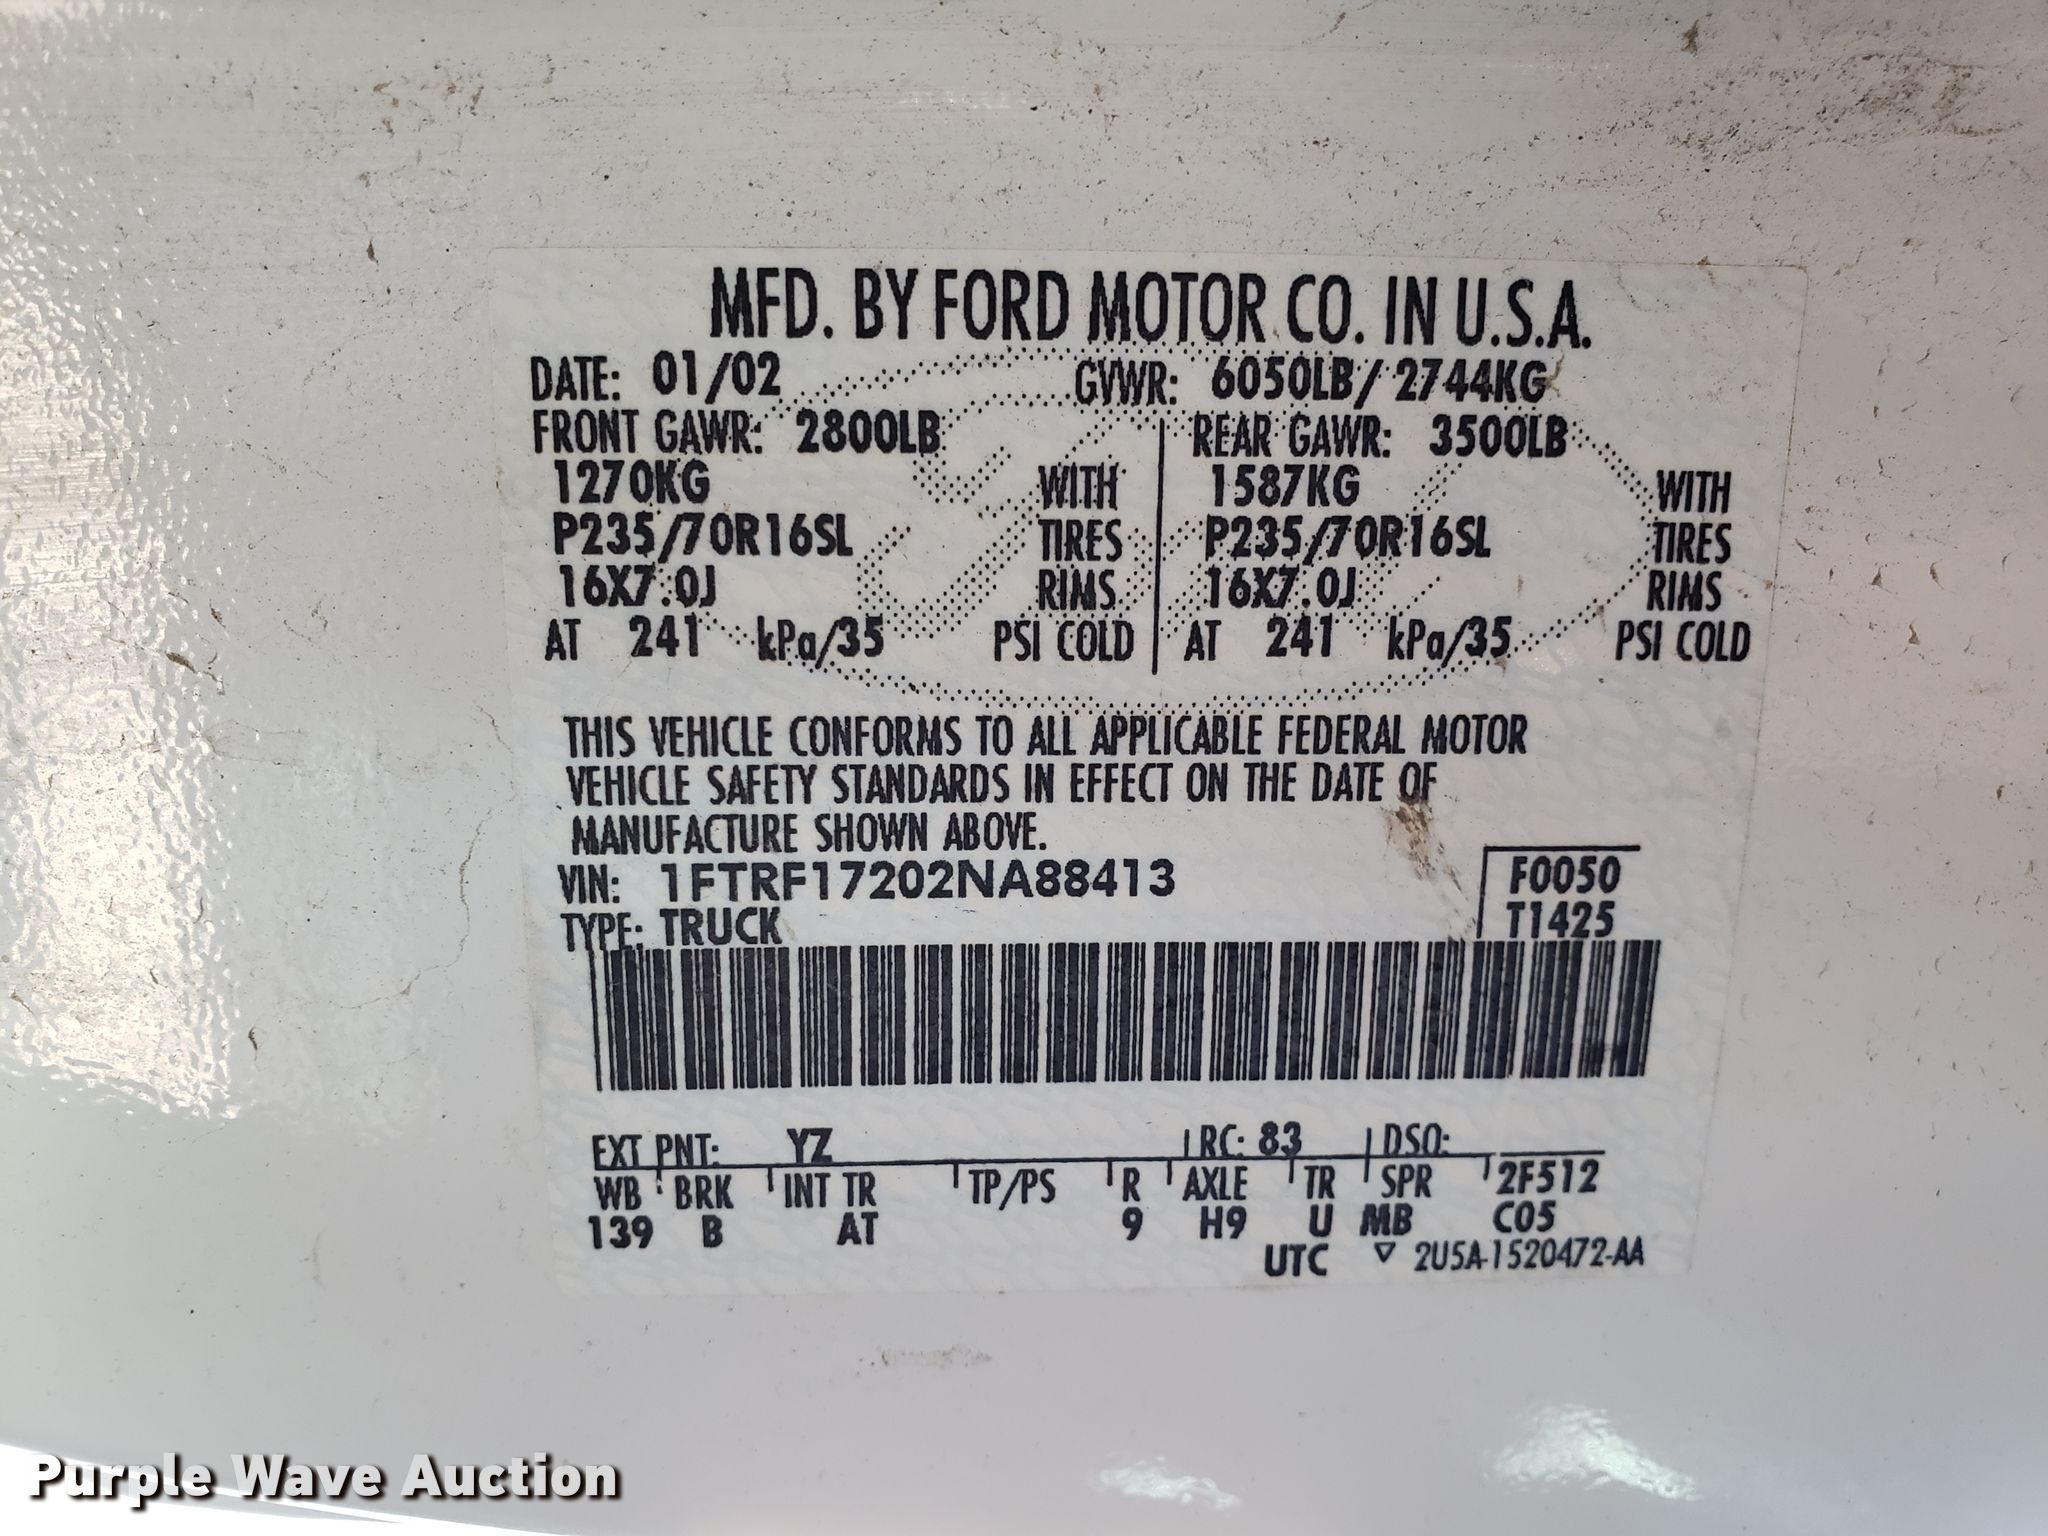 MFD. BY FORD MOTOR CO. IN U.S.A.
DATE: 01/02 GVWR: 6050LB/ 2744KG
FRONT GAWR: 2800LB REAR GAWR: 3500LB
1270KG WITH 1587KG WITH
P235/70R16SL TIRES P235/70R16SL TIRES
16X7.0J RIMS 16X7.0J RIMS
AT 241 kPa/35 PSI COLD AT 241 kPa/35 PSI COLD
THIS VEHICLE CONFORMS TO ALL APPLICABLE FEDERAL MOTOR
VEHICLE SAFETY STANDARDS IN EFFECT ON THE DATE OF
MANUFACTURE SHOWN ABOVE.
VIN: 1FTRF17202NA88413 F0050
TYPE: TRUCK T1425
EXT PNT: YZ RC: 83 DSO:
WB BRK INT TR TP/PS R AXLE TR SPR 2F512
139 B AT 9 H9 U MB C05
UTC ▽ 2U5A-1520472-AA
Purple Wave Auction